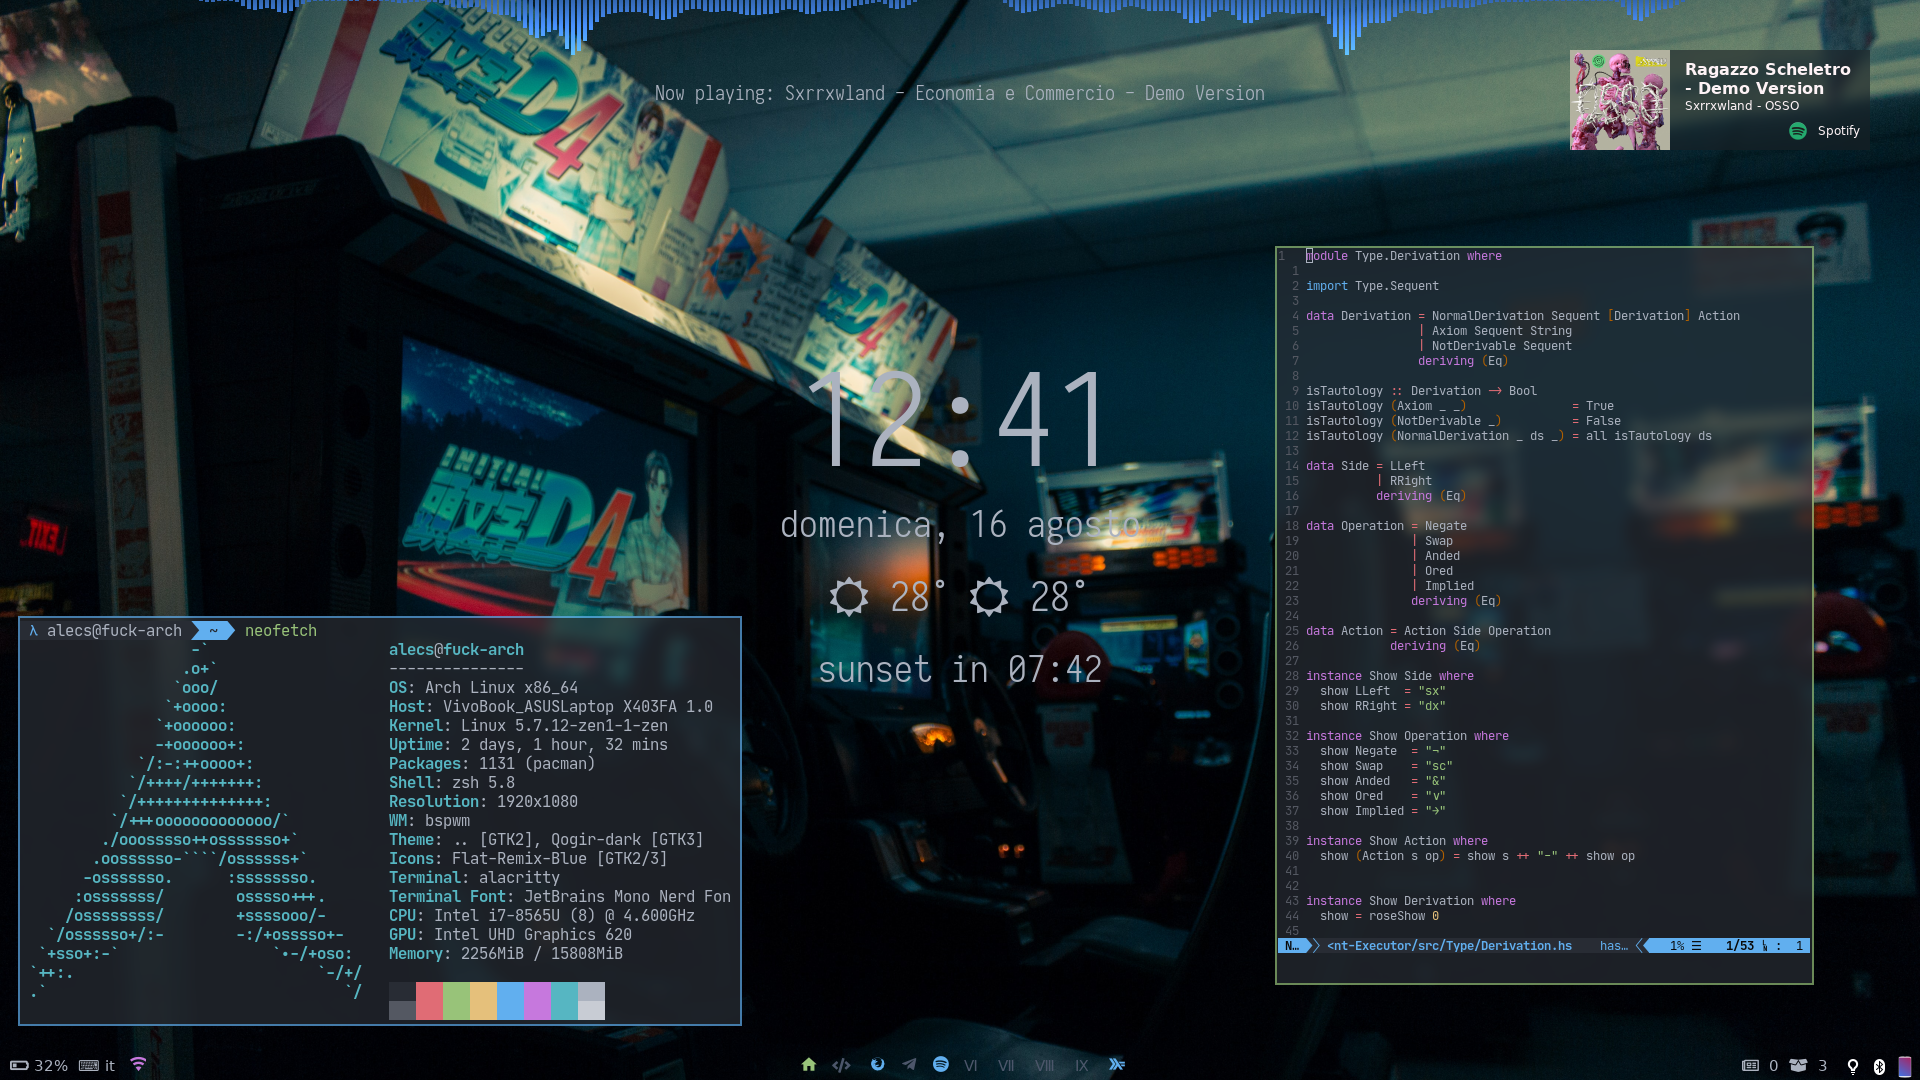 Now playing: Sxrrxwland - Economia e Commercio - Demo Version
Ragazzo Scheletro
- Demo Version
Sxrrxwland - OSSO
Spotify
INITIAL
D4
INITIAL
D4
EXIT
12:41
domenica, 16 agosto
28° 28°
sunset in 07:42
λ alecs@fuck-arch ~ neofetch
alecs@fuck-arch
---------------
OS: Arch Linux x86_64
Host: VivoBook_ASUSLaptop X403FA 1.0
Kernel: Linux 5.7.12-zen1-1-zen
Uptime: 2 days, 1 hour, 32 mins
Packages: 1131 (pacman)
Shell: zsh 5.8
Resolution: 1920x1080
WM: bspwm
Theme: .. [GTK2], Qogir-dark [GTK3]
Icons: Flat-Remix-Blue [GTK2/3]
Terminal: alacritty
Terminal Font: JetBrains Mono Nerd Fon
CPU: Intel i7-8565U (8) @ 4.600GHz
GPU: Intel UHD Graphics 620
Memory: 2256MiB / 15808MiB
1 module Type.Derivation where
1
2 import Type.Sequent
3
4 data Derivation = NormalDerivation Sequent [Derivation] Action
5 | Axiom Sequent String
6 | NotDerivable Sequent
7 deriving (Eq)
8
9 isTautology :: Derivation -> Bool
10 isTautology (Axiom _ _) = True
11 isTautology (NotDerivable _) = False
12 isTautology (NormalDerivation _ ds _) = all isTautology ds
13
14 data Side = LLeft
15 | RRight
16 deriving (Eq)
17
18 data Operation = Negate
19 | Swap
20 | Anded
21 | Ored
22 | Implied
23 deriving (Eq)
24
25 data Action = Action Side Operation
26 deriving (Eq)
27
28 instance Show Side where
29 show LLeft = "sx"
30 show RRight = "dx"
31
32 instance Show Operation where
33 show Negate = "¬"
34 show Swap = "sc"
35 show Anded = "&"
36 show Ored = "∨"
37 show Implied = "→"
38
39 instance Show Action where
40 show (Action s op) = show s ++ "-" ++ show op
41
42
43 instance Show Derivation where
44 show = roseShow 0
45
N… <nt-Executor/src/Type/Derivation.hs has… 1% ☰ 1/53 : 1
32% it
VI VII VIII IX
0 3